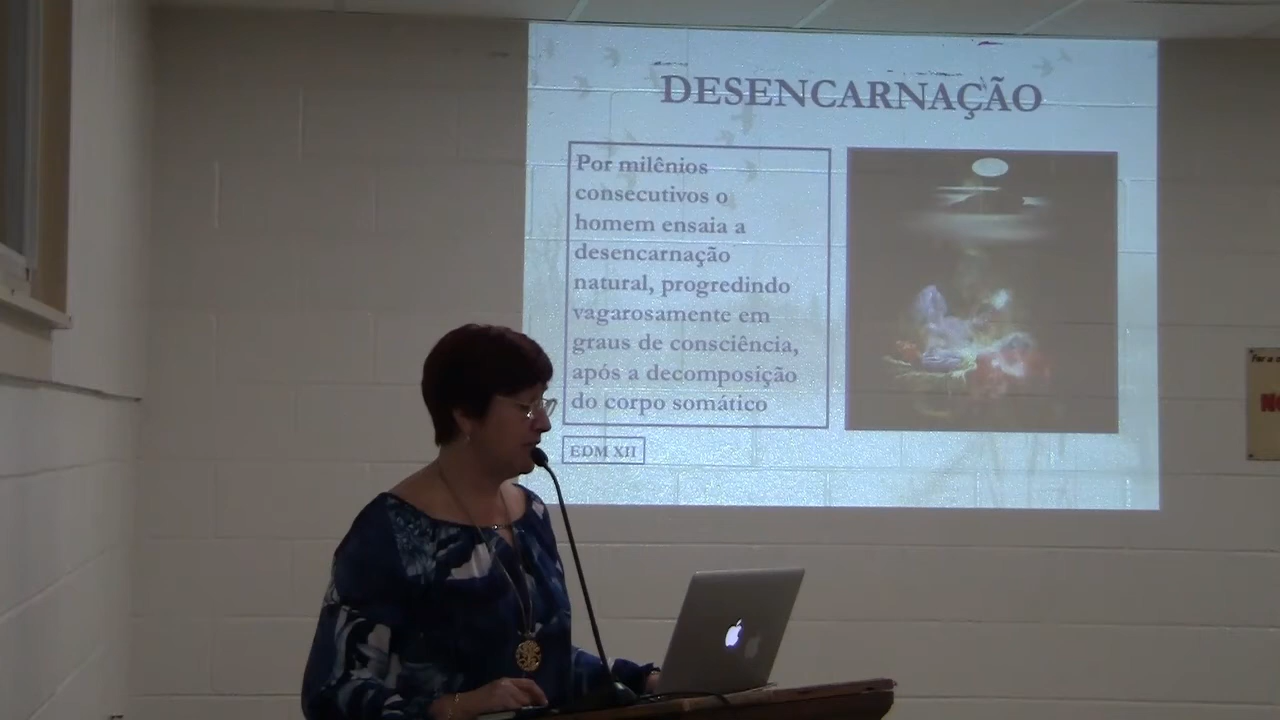 DESENCARNAÇÃO
Por milênios
consecutivos o
homem ensaia a
desencarnação
natural, progredindo
vagarosamente em
graus de consciência,
após a decomposição
do corpo somático
EDM XII